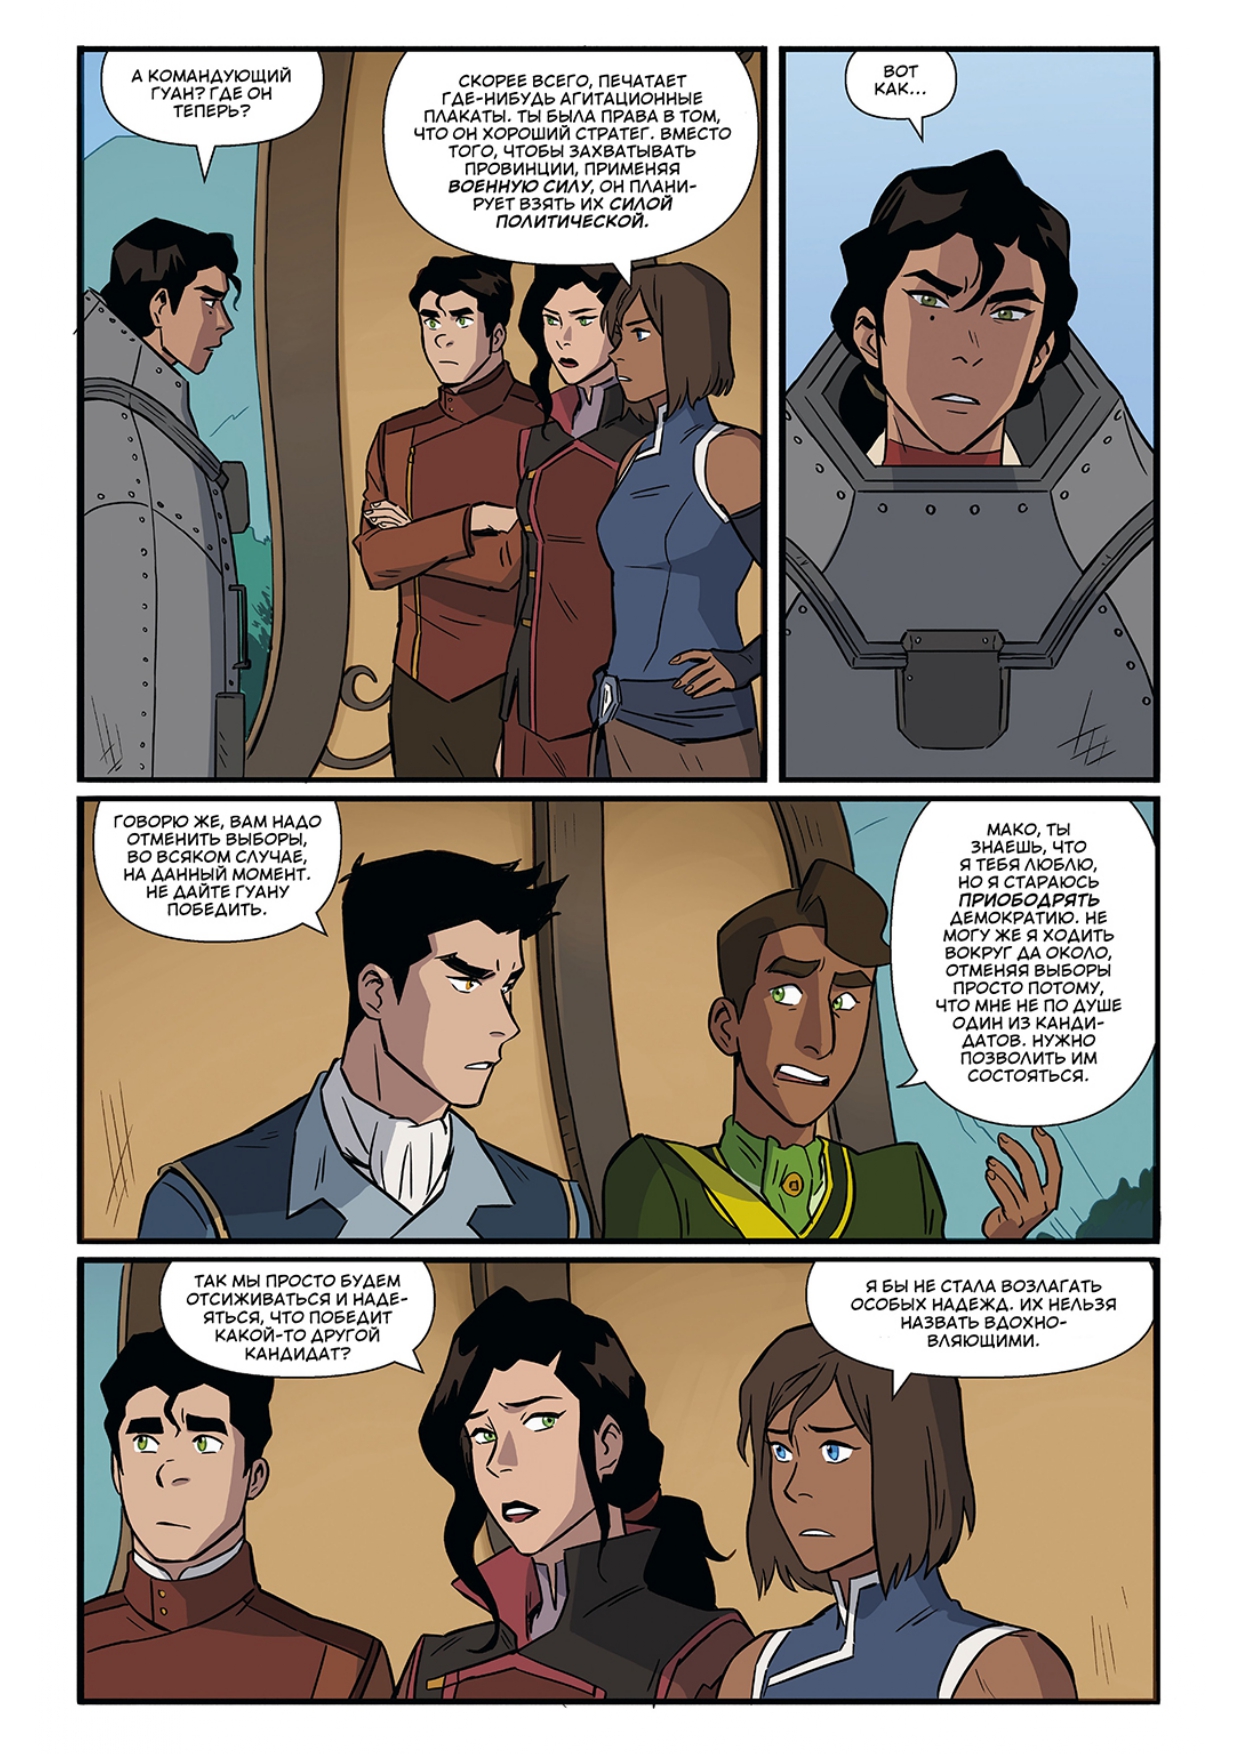 А КОМАНДУЮЩИЙ
ГУАН? ГДЕ ОН
ТЕПЕРЬ?
СКОРЕЕ ВСЕГО, ПЕЧАТАЕТ
ГДЕ-НИБУДЬ АГИТАЦИОННЫЕ
ПЛАКАТЫ. ТЫ БЫЛА ПРАВА В ТОМ,
ЧТО ОН ХОРОШИЙ СТРАТЕГ. ВМЕСТО
ТОГО, ЧТОБЫ ЗАХВАТЫВАТЬ
ПРОВИНЦИИ, ПРИМЕНЯЯ
ВОЕННУЮ СИЛУ, ОН ПЛАНИ-
РУЕТ ВЗЯТЬ ИХ СИЛОЙ
ПОЛИТИЧЕСКОЙ.
ВОТ
КАК...
ГОВОРЮ ЖЕ, ВАМ НАДО
ОТМЕНИТЬ ВЫБОРЫ,
ВО ВСЯКОМ СЛУЧАЕ,
НА ДАННЫЙ МОМЕНТ.
НЕ ДАЙТЕ ГУАНУ
ПОБЕДИТЬ.
МАКО, ТЫ
ЗНАЕШЬ, ЧТО
Я ТЕБЯ ЛЮБЛЮ,
НО Я СТАРАЮСЬ
ПРИОБОДРЯТЬ
ДЕМОКРАТИЮ. НЕ
МОГУ ЖЕ Я ХОДИТЬ
ВОКРУГ ДА ОКОЛО,
ОТМЕНЯЯ ВЫБОРЫ
ПРОСТО ПОТОМУ,
ЧТО МНЕ НЕ ПО ДУШЕ
ОДИН ИЗ КАНДИ-
ДАТОВ. НУЖНО
ПОЗВОЛИТЬ ИМ
СОСТОЯТЬСЯ.
ТАК МЫ ПРОСТО БУДЕМ
ОТСИЖИВАТЬСЯ И НАДЕ-
ЯТЬСЯ, ЧТО ПОБЕДИТ
КАКОЙ-ТО ДРУГОЙ
КАНДИДАТ?
Я БЫ НЕ СТАЛА ВОЗЛАГАТЬ
ОСОБЫХ НАДЕЖД. ИХ НЕЛЬЗЯ
НАЗВАТЬ ВДОХНО-
ВЛЯЮЩИМИ.